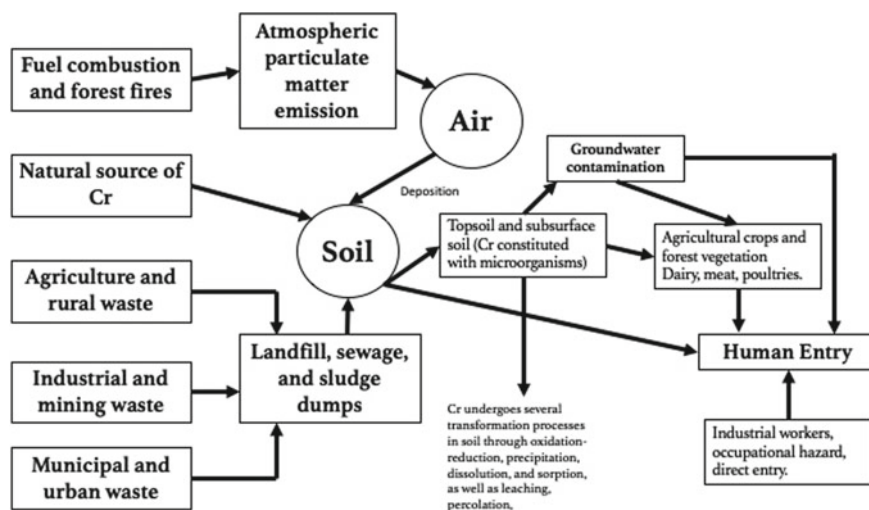 Fuel combustion
and forest fires
Atmospheric
particulate
matter
emission
Air
Deposition
Natural source of
Cr
Soil
Groundwater
contamination
Topsoil and subsurface
soil (Cr constituted
with microorganisms)
Agricultural crops and
forest vegetation
Dairy, meat, poultries.
Agriculture and
rural waste
Industrial and
mining waste
Municipal and
urban waste
Landfill, sewage,
and sludge
dumps
Human Entry
Cr undergoes several
transformation processes
in soil through oxidation-
reduction, precipitation,
dissolution, and sorption,
as well as leaching,
percolation,
Industrial workers,
occupational hazard,
direct entry.